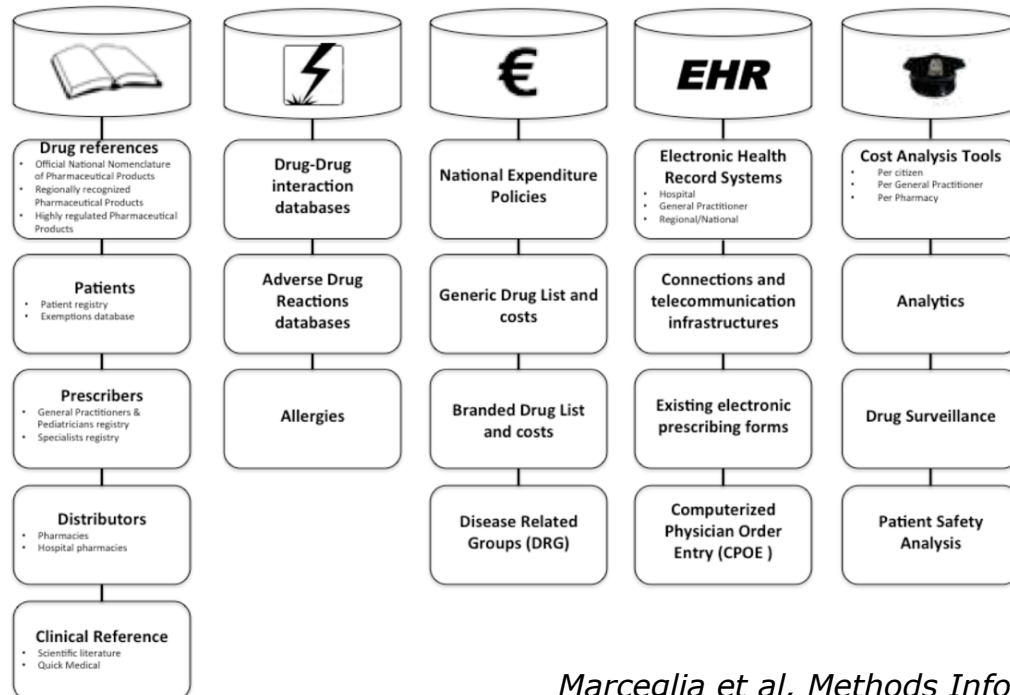 €
EHR
Drug references
• Official National Nomenclature
of Pharmaceutical Products
• Regionally recognized
Pharmaceutical Products
• Highly regulated Pharmaceutical
Products
Patients
• Patient registry
• Exemptions database
Prescribers
• General Practitioners &
Pediatricians registry
• Specialists registry
Distributors
• Pharmacies
• Hospital pharmacies
Clinical Reference
• Scientific literature
• Quick Medical
Drug-Drug
interaction
databases
Adverse Drug
Reactions
databases
Allergies
National Expenditure
Policies
Generic Drug List and
costs
Branded Drug List
and costs
Disease Related
Groups (DRG)
Electronic Health
Record Systems
• Hospital
• General Practitioner
• Regional/National
Connections and
telecommunication
infrastructures
Existing electronic
prescribing forms
Computerized
Physician Order
Entry (CPOE )
Cost Analysis Tools
• Per citizen
• Per General Practitioner
• Per Pharmacy
Analytics
Drug Surveillance
Patient Safety
Analysis
Marceglia et al. Methods Info